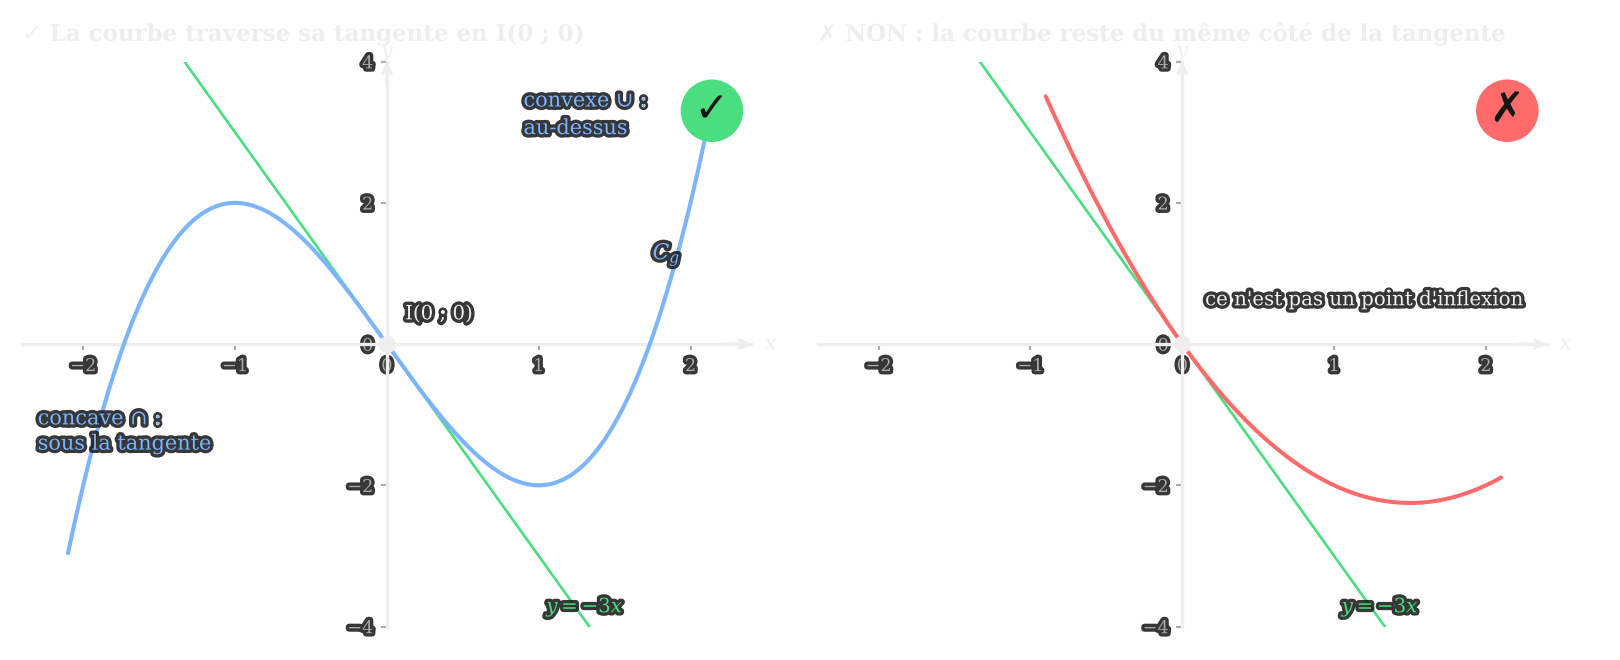 ✓ La courbe traverse sa tangente en I(0 ; 0)
y
4
convexe ∪ :
au-dessus
✓
2
C_g
I(0 ; 0)
0
x
−2
−1
0
1
2
concave ∩ :
sous la tangente
−2
y = −3x
−4
✗ NON : la courbe reste du même côté de la tangente
y
4
✗
2
ce n'est pas un point d'inflexion
0
x
−2
−1
0
1
2
−2
y = −3x
−4